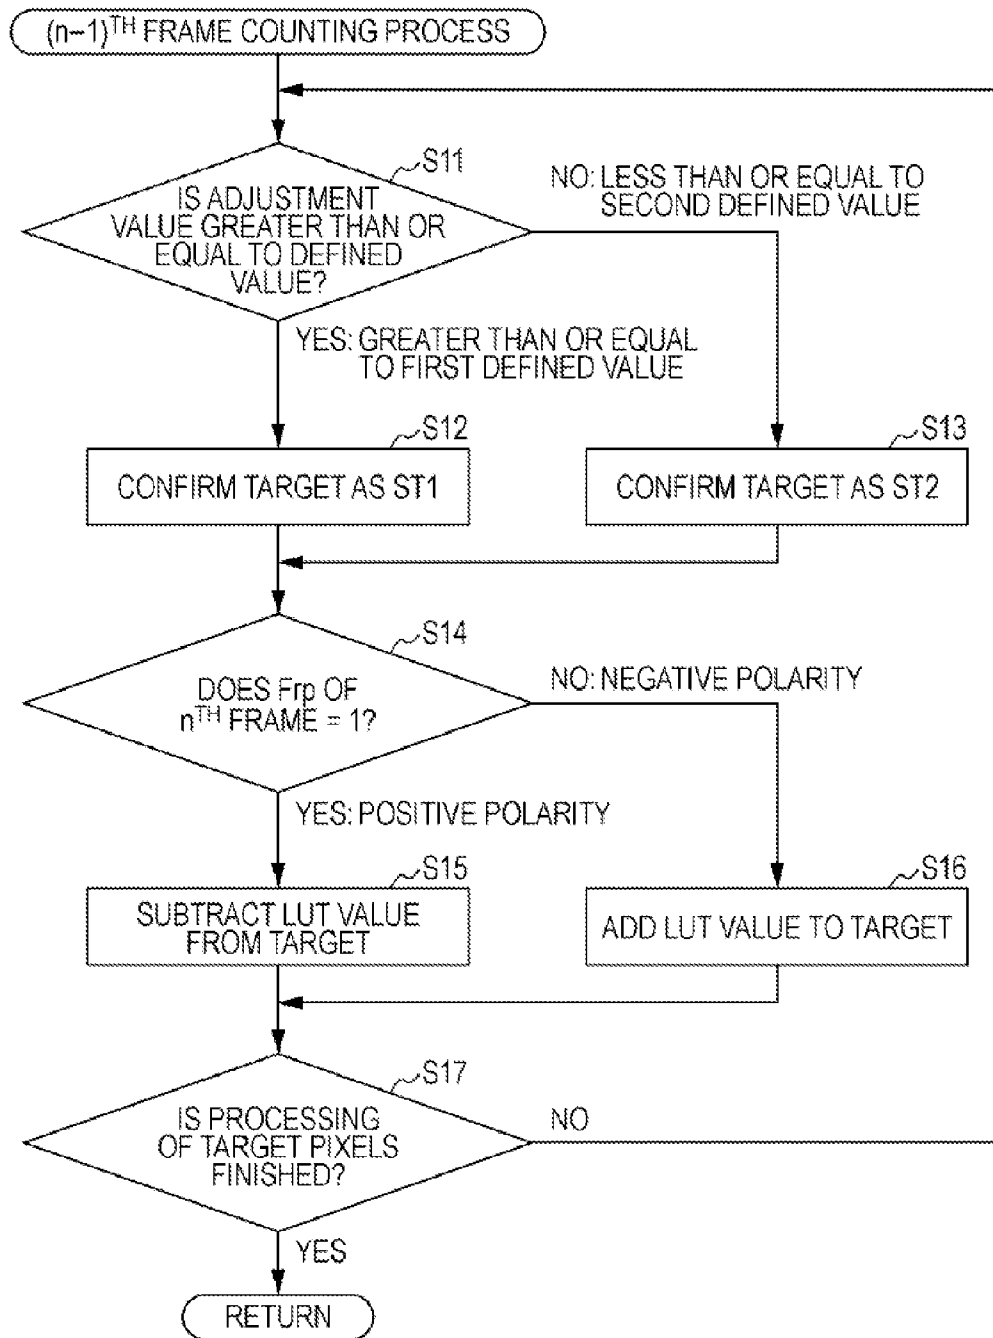 (n–1)TH FRAME COUNTING PROCESS
S11
IS ADJUSTMENT
VALUE GREATER THAN OR
EQUAL TO DEFINED
VALUE?
NO: LESS THAN OR EQUAL TO
SECOND DEFINED VALUE
YES: GREATER THAN OR EQUAL
TO FIRST DEFINED VALUE
S12
CONFIRM TARGET AS ST1
S13
CONFIRM TARGET AS ST2
S14
DOES Frp OF
nTH FRAME = 1?
NO: NEGATIVE POLARITY
YES: POSITIVE POLARITY
S15
SUBTRACT LUT VALUE
FROM TARGET
S16
ADD LUT VALUE TO TARGET
S17
IS PROCESSING
OF TARGET PIXELS
FINISHED?
NO
YES
RETURN